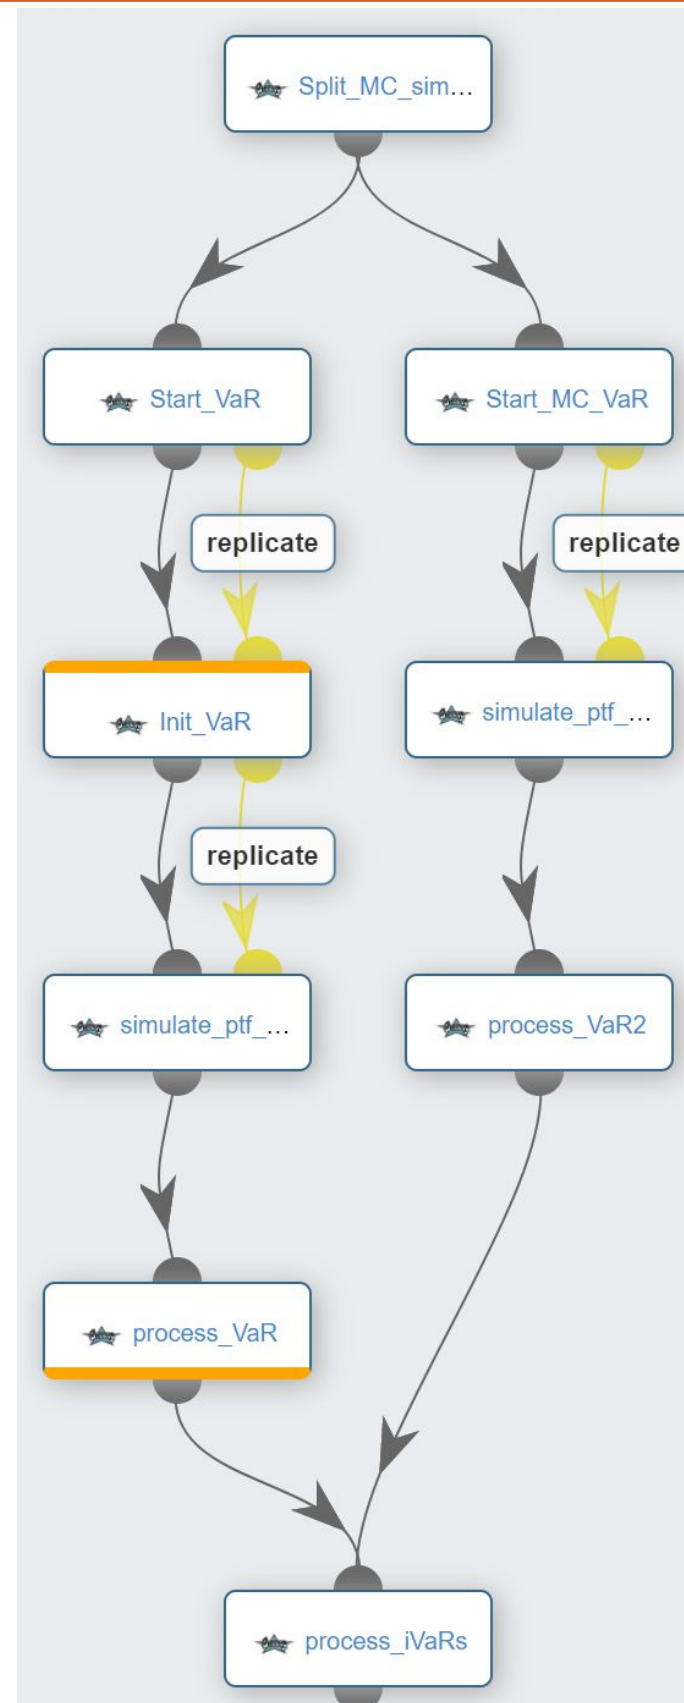 Split_MC_sim...
Start_VaR
Start_MC_VaR
replicate
replicate
Init_VaR
simulate_ptf_...
replicate
simulate_ptf_...
process_VaR2
process_VaR
process_iVaRs